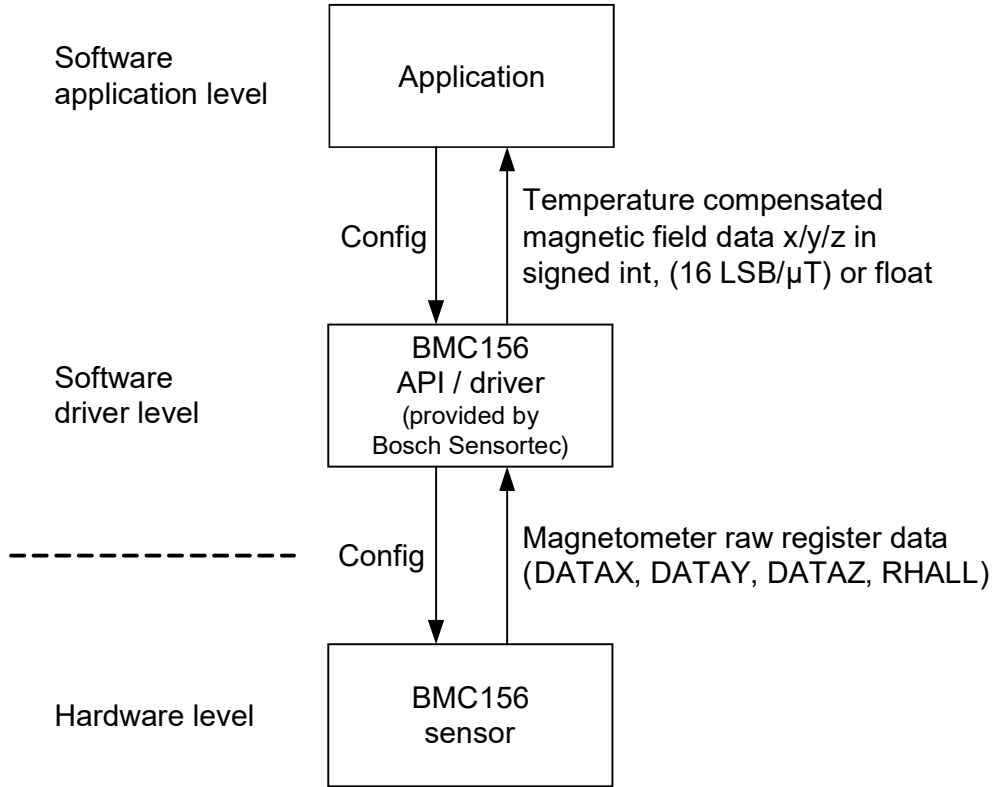 Software
application level
Application
Config
Temperature compensated
magnetic field data x/y/z in
signed int, (16 LSB/µT) or float
Software
driver level
BMC156
API / driver
(provided by
Bosch Sensortec)
Config
Magnetometer raw register data
(DATAX, DATAY, DATAZ, RHALL)
Hardware level
BMC156
sensor